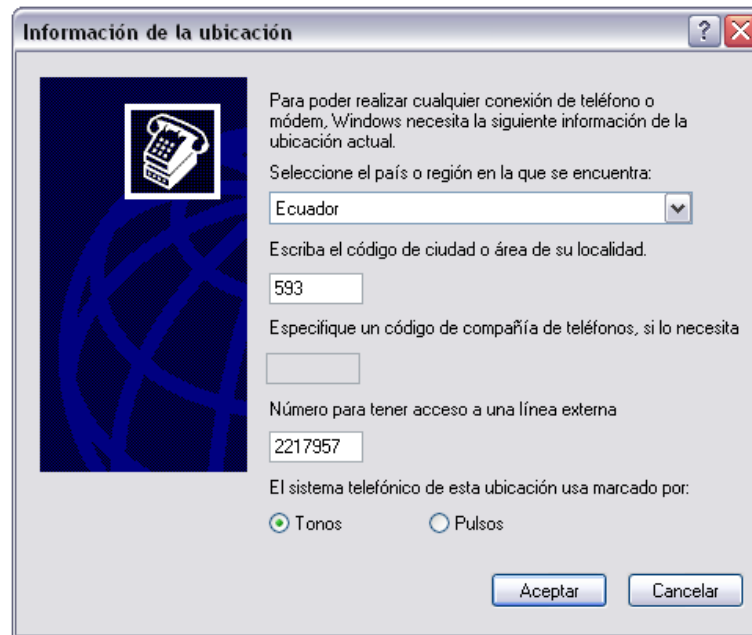 Información de la ubicación
Para poder realizar cualquier conexión de teléfono o
módem, Windows necesita la siguiente información de la
ubicación actual.
Seleccione el país o región en la que se encuentra:
Ecuador
Escriba el código de ciudad o área de su localidad.
593
Especifique un código de compañía de teléfonos, si lo necesita
Número para tener acceso a una línea externa
2217957
El sistema telefónico de esta ubicación usa marcado por:
Tonos Pulsos
Aceptar Cancelar